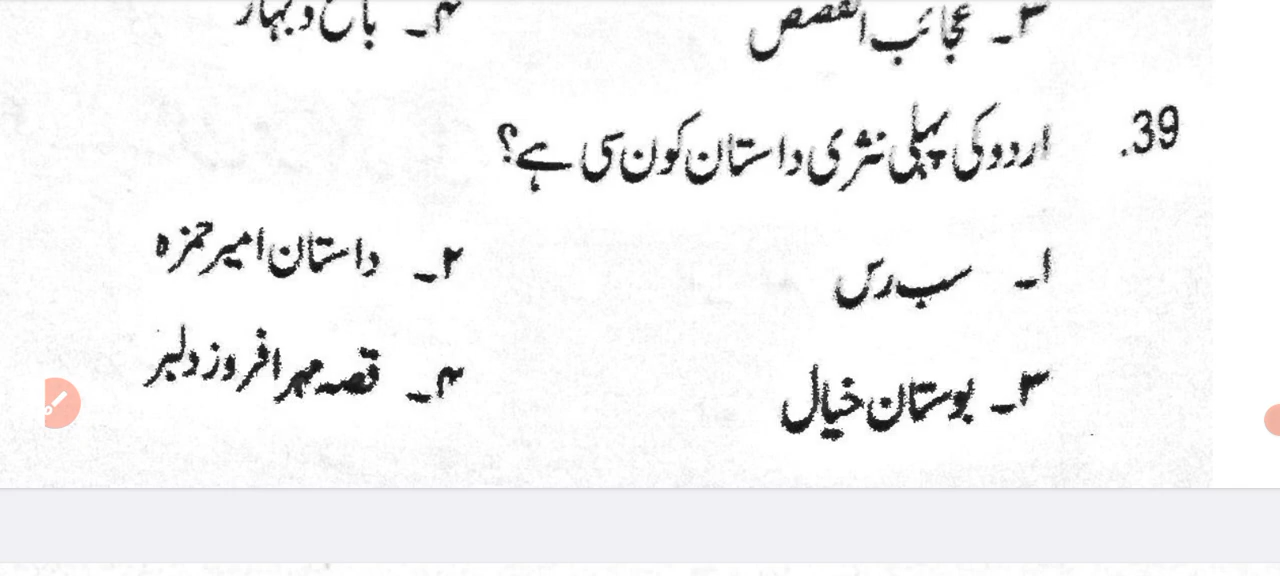 ۳۔ عجائب القصص ۴۔ باغ و بہار
39. اردو کی پہلی نثری داستان کون سی ہے؟
۱۔ سب رس ۲۔ داستان امیر حمزہ
۳۔ بوستان خیال ۴۔ قصہ مہر افروز دلبر